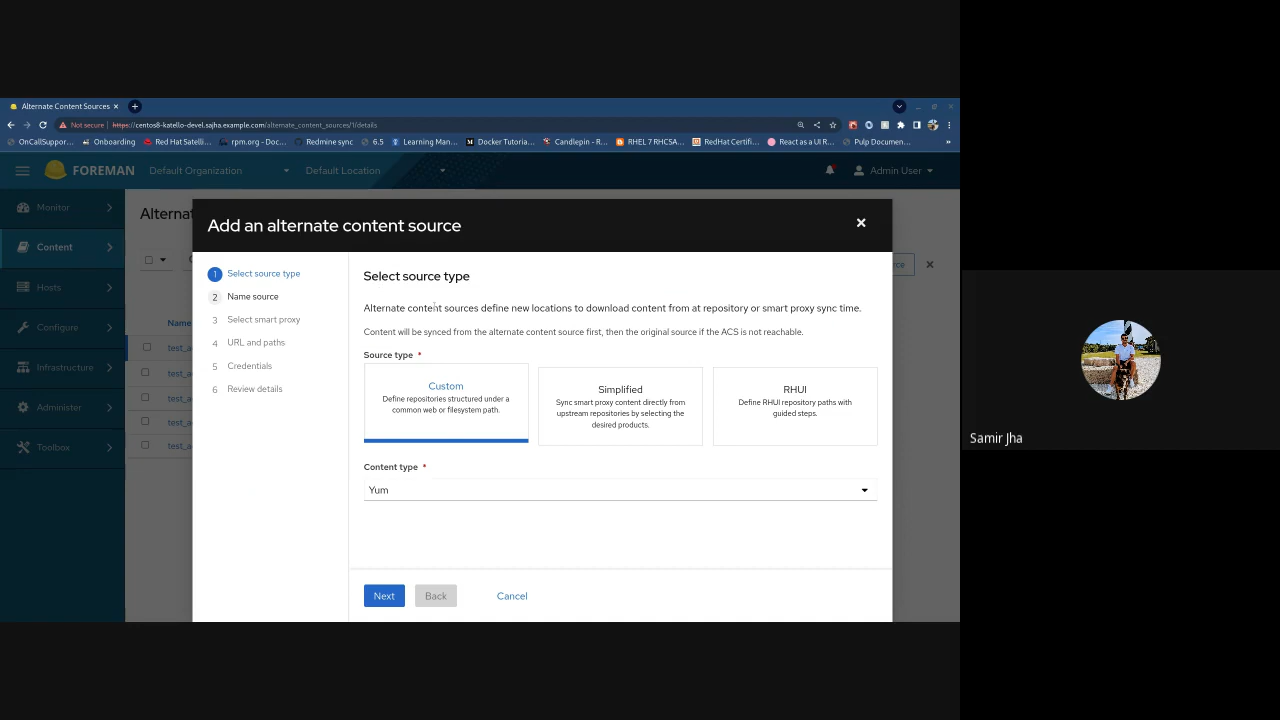 Alternate Content Sources
Not secure https://centos8-katello-devel.sajha.example.com/alternate_content_sources/1/details
OnCallSuppor... Onboarding Red Hat Satelli... rpm.org - Doc... Redmine sync 6.5 Learning Man... Docker Tutoria... Candlepin - R... RHEL 7 RHCSA... RedHat Certifi... React as a UI R... Pulp Documen... »
FOREMAN Default Organization Default Location Admin User
Monitor
Content
Hosts
Configure
Infrastructure
Administer
Toolbox
Alternat
Name
test_a
test_a
test_a
test_a
test_a
rce
Add an alternate content source
1 Select source type
2 Name source
3 Select smart proxy
4 URL and paths
5 Credentials
6 Review details
Select source type
Alternate content sources define new locations to download content from at repository or smart proxy sync time.
Content will be synced from the alternate content source first, then the original source if the ACS is not reachable.
Source type *
Custom
Define repositories structured under a
common web or filesystem path.
Simplified
Sync smart proxy content directly from
upstream repositories by selecting the
desired products.
RHUI
Define RHUI repository paths with
guided steps.
Content type *
Yum
Next Back Cancel
Samir Jha